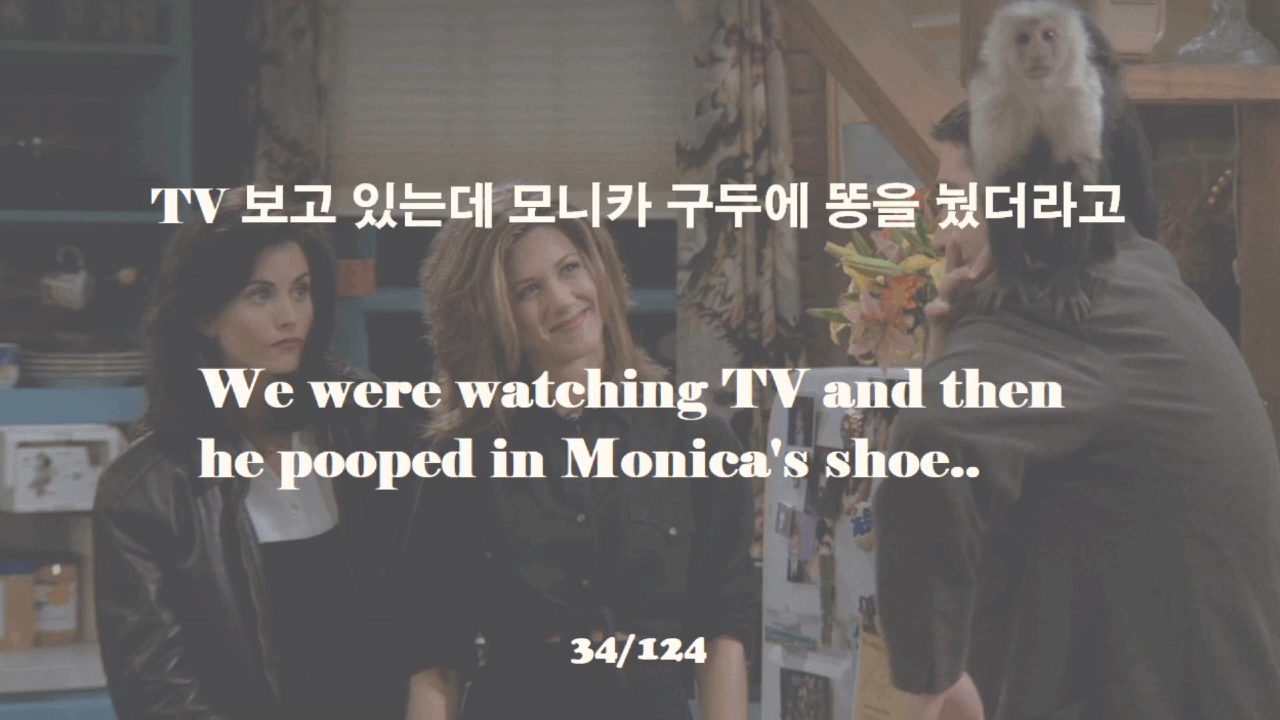 TV 보고 있는데 모니카 구두에 똥을 눴더라고
We were watching TV and then
he pooped in Monica's shoe..
34/124